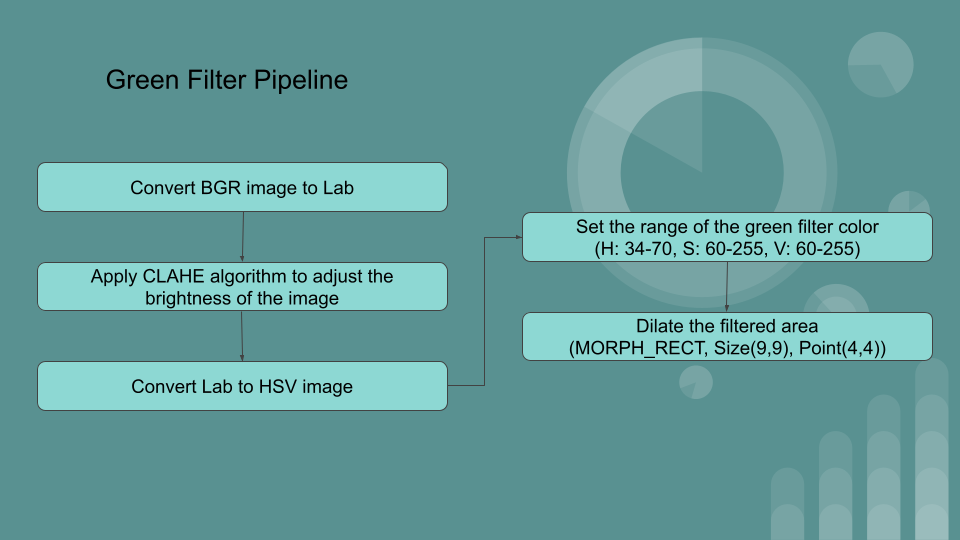 Green Filter Pipeline
Convert BGR image to Lab
Apply CLAHE algorithm to adjust the
brightness of the image
Convert Lab to HSV image
Set the range of the green filter color
(H: 34-70, S: 60-255, V: 60-255)
Dilate the filtered area
(MORPH_RECT, Size(9,9), Point(4,4))